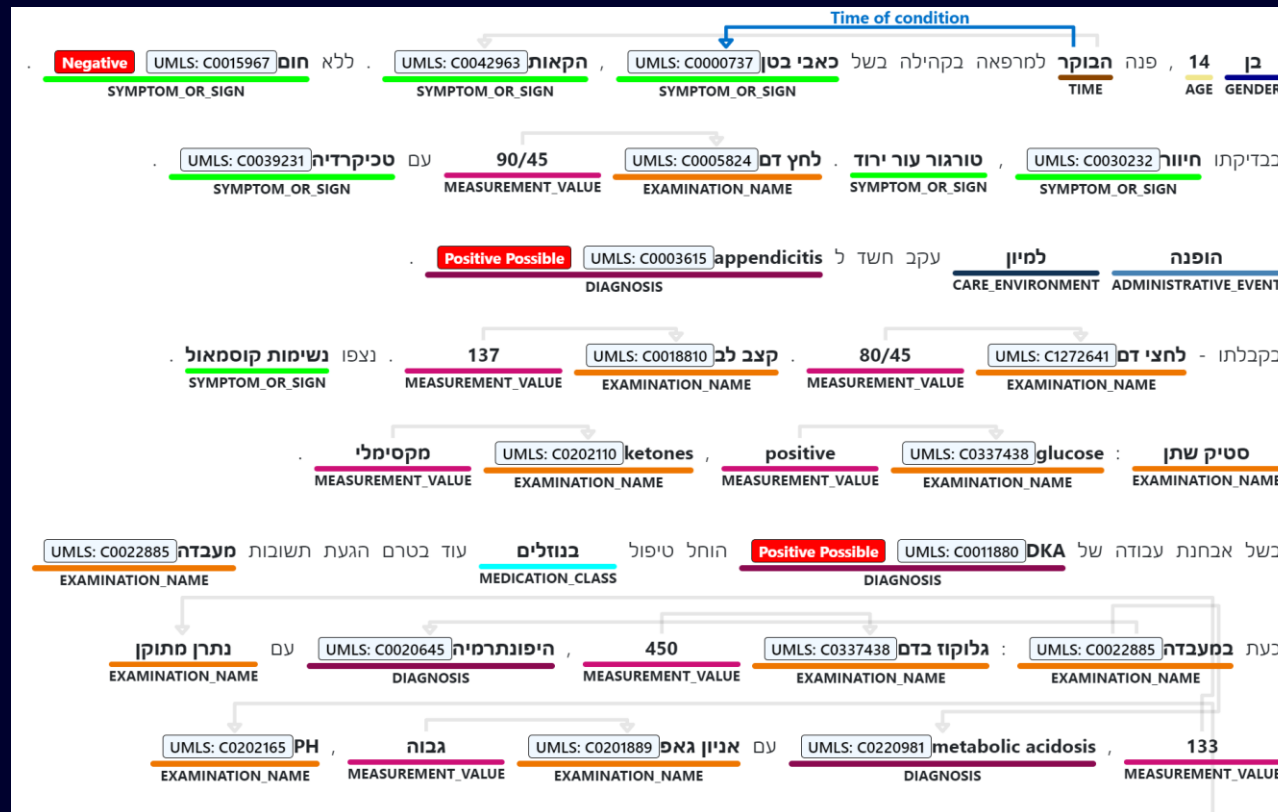 Time of condition
בן 14 , פנה הבוקר למרפאה בקהילה בשל כאבי בטן UMLS: C0000737 , הקאות UMLS: C0042963 . ללא חום UMLS: C0015967 Negative .
GENDER AGE TIME SYMPTOM_OR_SIGN SYMPTOM_OR_SIGN SYMPTOM_OR_SIGN
בבדיקתו חיוור UMLS: C0030232 , טורגור עור ירוד . לחץ דם UMLS: C0005824 90/45 עם טכיקרדיה UMLS: C0039231 .
SYMPTOM_OR_SIGN SYMPTOM_OR_SIGN EXAMINATION_NAME MEASUREMENT_VALUE SYMPTOM_OR_SIGN
הופנה למיון עקב חשד ל appendicitis UMLS: C0003615 Positive Possible .
ADMINISTRATIVE_EVENT CARE_ENVIRONMENT DIAGNOSIS
בקבלתו - לחצי דם UMLS: C1272641 80/45 . קצב לב UMLS: C0018810 137 . נצפו נשימות קוסמאול .
EXAMINATION_NAME MEASUREMENT_VALUE EXAMINATION_NAME MEASUREMENT_VALUE SYMPTOM_OR_SIGN
סטיק שתן : glucose UMLS: C0337438 positive , ketones UMLS: C0202110 מקסימלי .
EXAMINATION_NAME EXAMINATION_NAME MEASUREMENT_VALUE EXAMINATION_NAME MEASUREMENT_VALUE
בשל אבחנת עבודה של DKA UMLS: C0011880 Positive Possible הוחל טיפול בנוזלים עוד בטרם הגעת תשובות מעבדה UMLS: C0022885
DIAGNOSIS MEDICATION_CLASS EXAMINATION_NAME
כעת במעבדה UMLS: C0022885 : גלוקוז בדם UMLS: C0337438 450 , היפונתרמיה UMLS: C0020645 עם נתרן מתוקן
EXAMINATION_NAME EXAMINATION_NAME MEASUREMENT_VALUE DIAGNOSIS EXAMINATION_NAME
133 , metabolic acidosis UMLS: C0220981 עם אניון גאפ UMLS: C0201889 גבוה , PH UMLS: C0202165
MEASUREMENT_VALUE DIAGNOSIS EXAMINATION_NAME MEASUREMENT_VALUE EXAMINATION_NAME